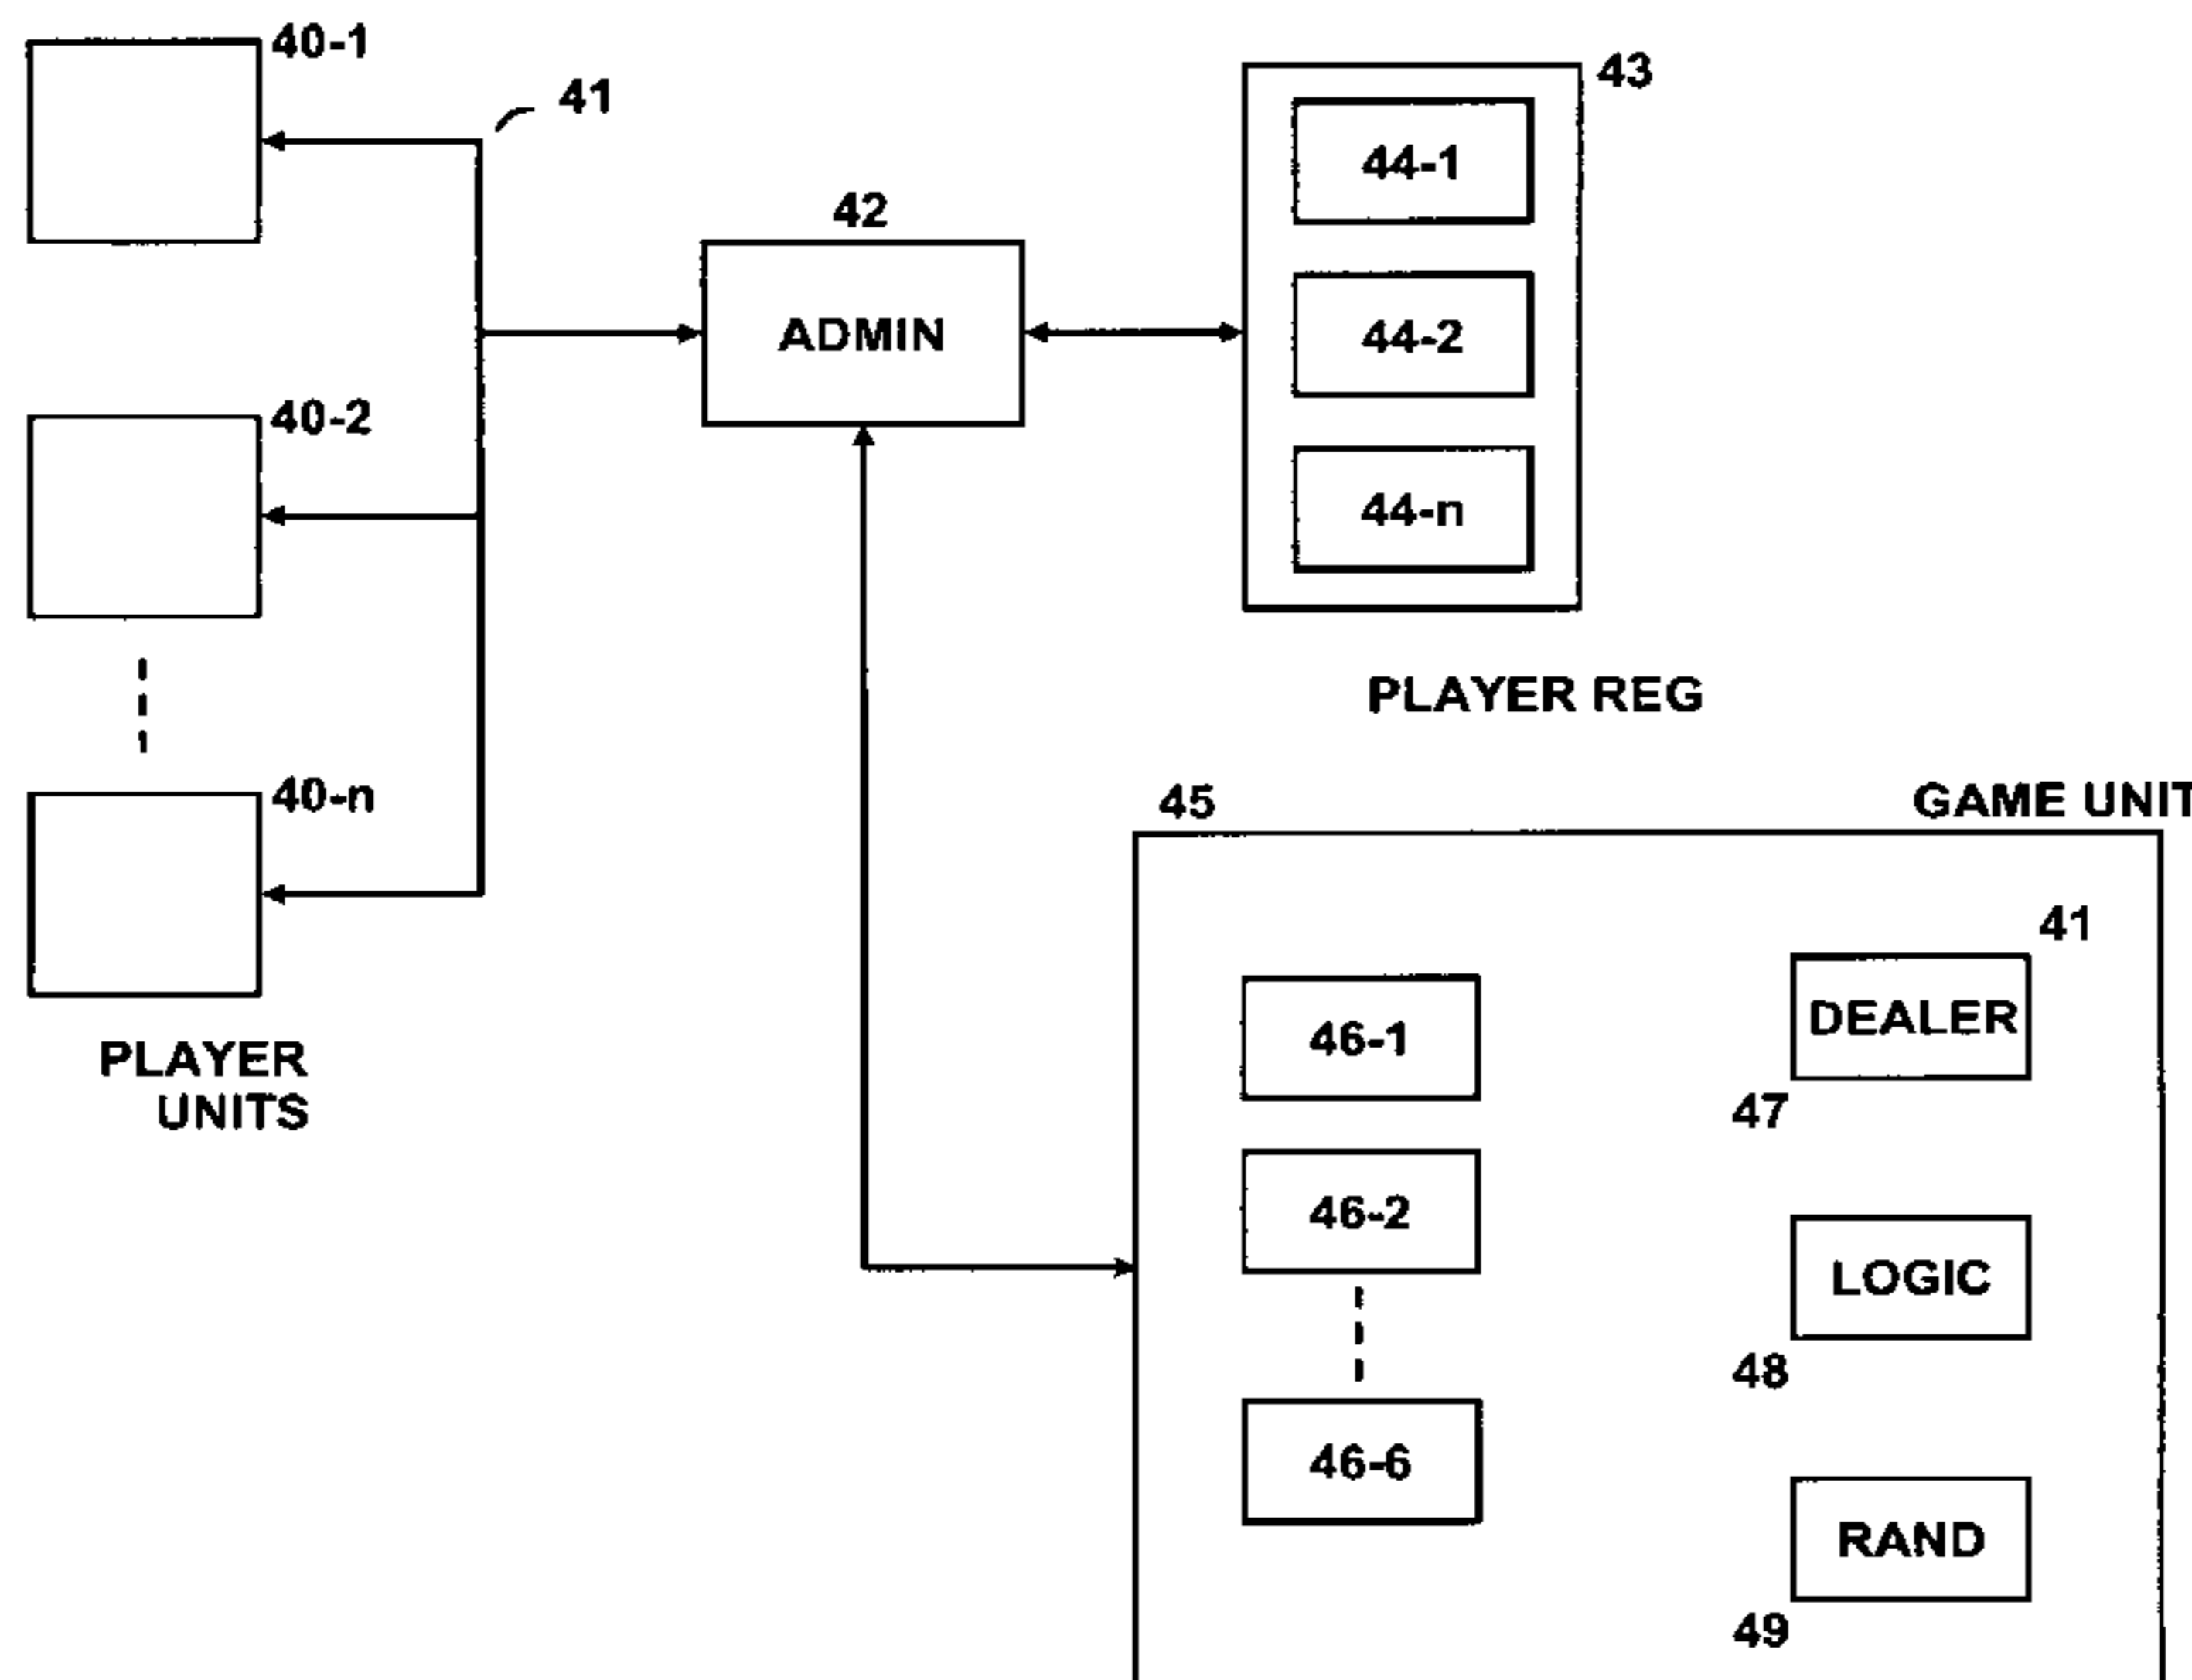 40-1
41
43
44-1
42
ADMIN
44-2
40-2
44-n
PLAYER REG
40-n
45
GAME UNIT
41
46-1
DEALER
PLAYER
UNITS
47
46-2
LOGIC
48
46-6
RAND
49